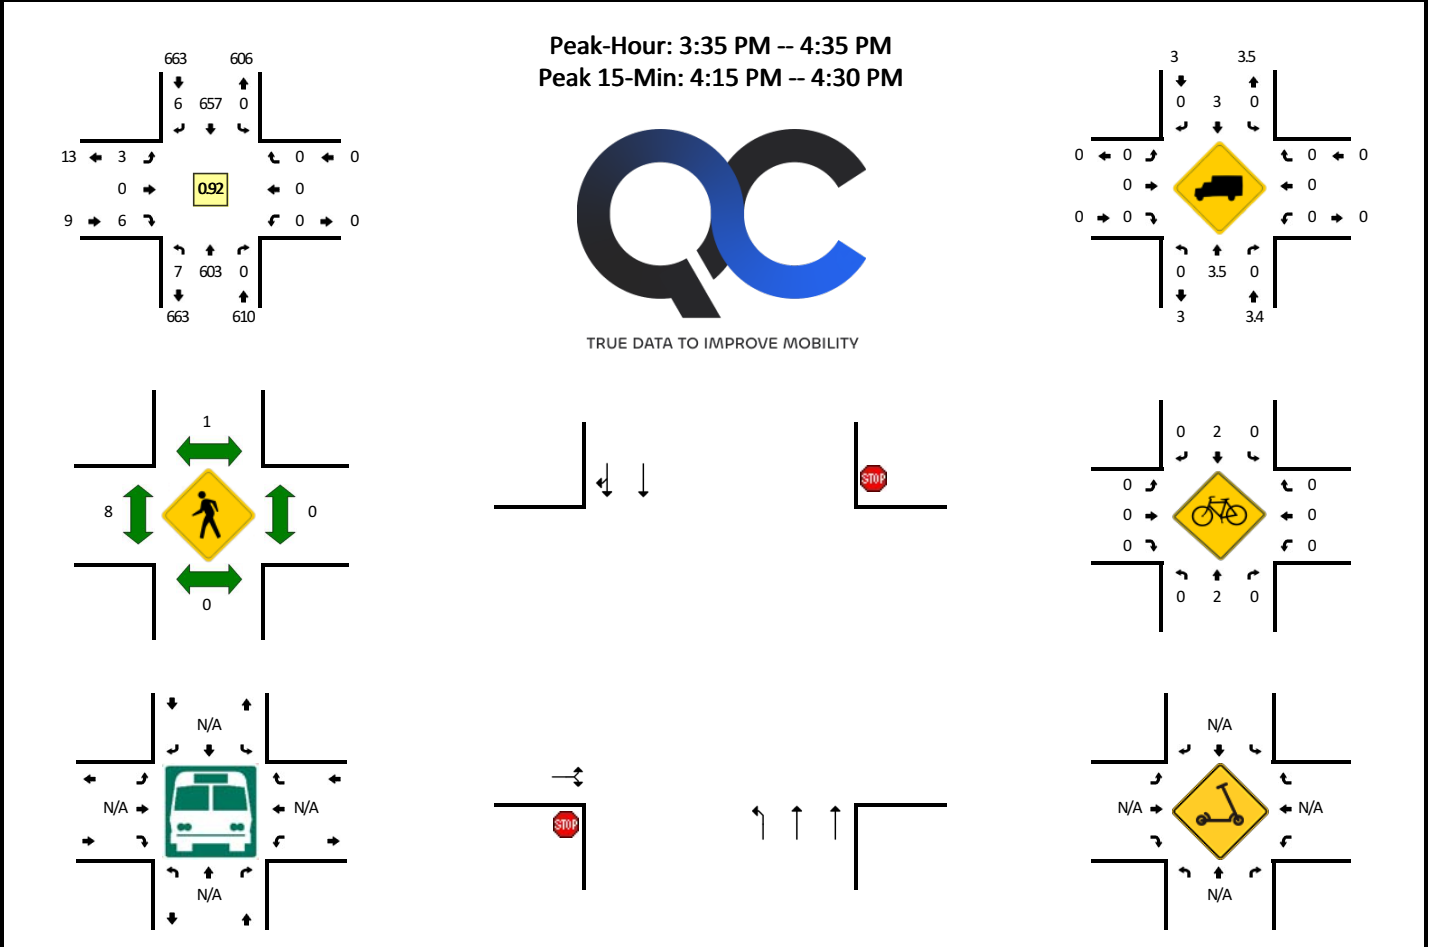 Peak-Hour: 3:35 PM -- 4:35 PM
Peak 15-Min: 4:15 PM -- 4:30 PM
663 606
6 657 0
13 3 0 0
0 0.92 0
9 6 0 0
7 603 0
663 610
QC
TRUE DATA TO IMPROVE MOBILITY
3 3.5
0 3 0
0 0 0 0
0 0
0 0 0 0
0 3.5 0
3 3.4
1
8 0
0
STOP
0 2 0
0 0
0 0
0 0
0 2 0
N/A
N/A N/A
N/A
STOP
N/A
N/A N/A
N/A